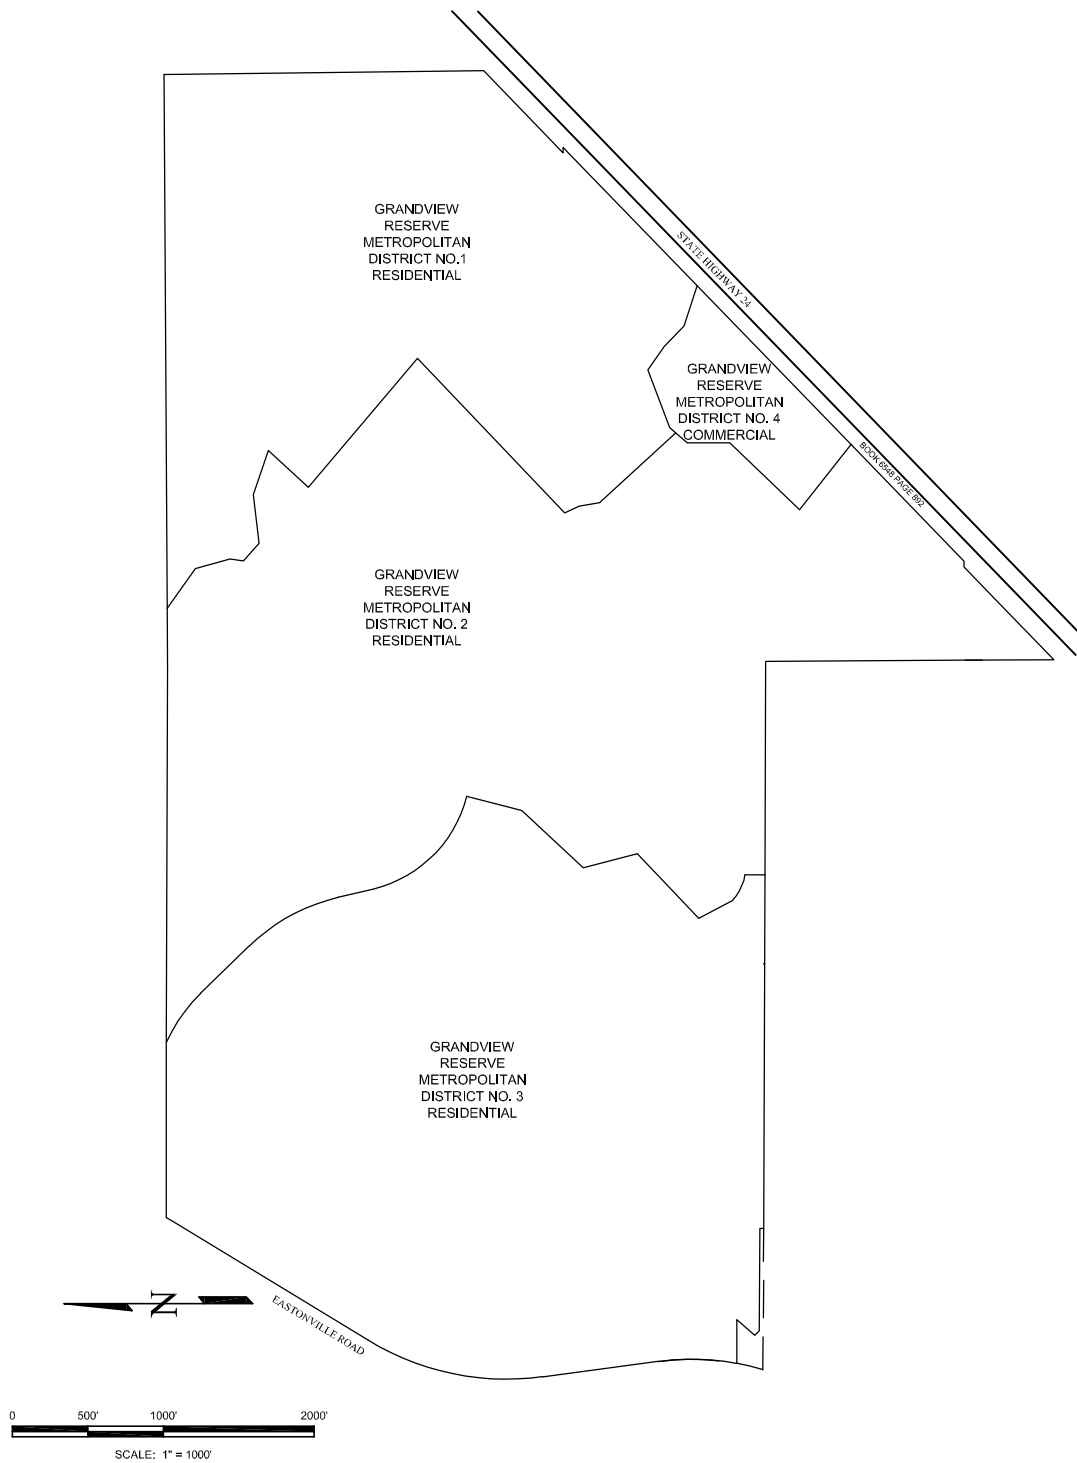 STATE HIGHWAY 24
GRANDVIEW
RESERVE
METROPOLITAN
DISTRICT NO.1
RESIDENTIAL
GRANDVIEW
RESERVE
METROPOLITAN
DISTRICT NO. 4
COMMERCIAL
BOOK 6548 PAGE 892
GRANDVIEW
RESERVE
METROPOLITAN
DISTRICT NO. 2
RESIDENTIAL
GRANDVIEW
RESERVE
METROPOLITAN
DISTRICT NO. 3
RESIDENTIAL
N
EASTONVILLE ROAD
0 500' 1000' 2000'
SCALE: 1" = 1000'